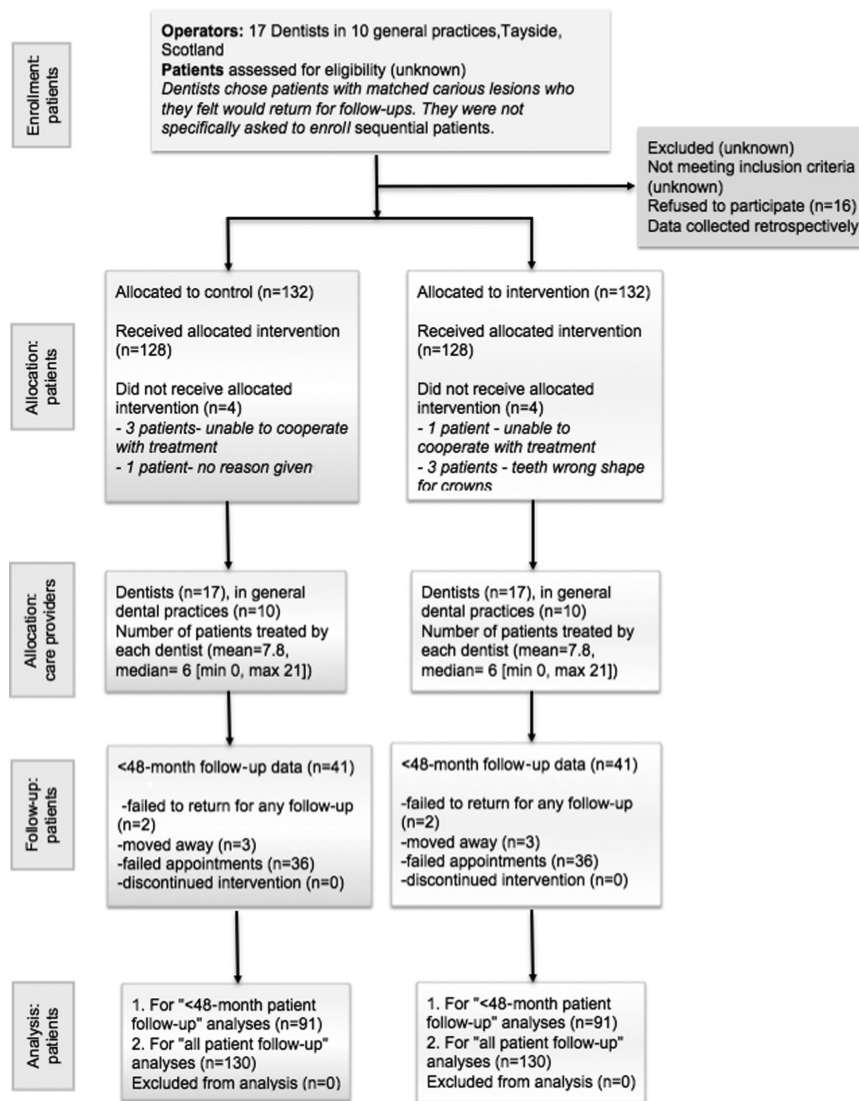 Enrollment:
patients
Operators: 17 Dentists in 10 general practices,Tayside,
Scotland
Patients assessed for eligibility (unknown)
Dentists chose patients with matched carious lesions who
they felt would return for follow-ups. They were not
specifically asked to enroll sequential patients.
Excluded (unknown)
Not meeting inclusion criteria
(unknown)
Refused to participate (n=16)
Data collected retrospectively
Allocation:
patients
Allocated to control (n=132)
Received allocated intervention
(n=128)
Did not receive allocated
intervention (n=4)
- 3 patients- unable to cooperate
with treatment
- 1 patient- no reason given
Allocated to intervention (n=132)
Received allocated intervention
(n=128)
Did not receive allocated
intervention (n=4)
- 1 patient - unable to
cooperate with treatment
- 3 patients - teeth wrong shape
for crowns
Allocation:
care providers
Dentists (n=17), in general
dental practices (n=10)
Number of patients treated by
each dentist (mean=7.8,
median= 6 [min 0, max 21])
Dentists (n=17), in general
dental practices (n=10)
Number of patients treated by
each dentist (mean=7.8,
median= 6 [min 0, max 21])
Follow-up:
patients
<48-month follow-up data (n=41)
-failed to return for any follow-up
(n=2)
-moved away (n=3)
-failed appointments (n=36)
-discontinued intervention (n=0)
<48-month follow-up data (n=41)
-failed to return for any follow-up
(n=2)
-moved away (n=3)
-failed appointments (n=36)
-discontinued intervention (n=0)
Analysis:
patients
1. For "<48-month patient
follow-up" analyses (n=91)
2. For "all patient follow-up"
analyses (n=130)
Excluded from analysis (n=0)
1. For "<48-month patient
follow-up" analyses (n=91)
2. For "all patient follow-up"
analyses (n=130)
Excluded from analysis (n=0)